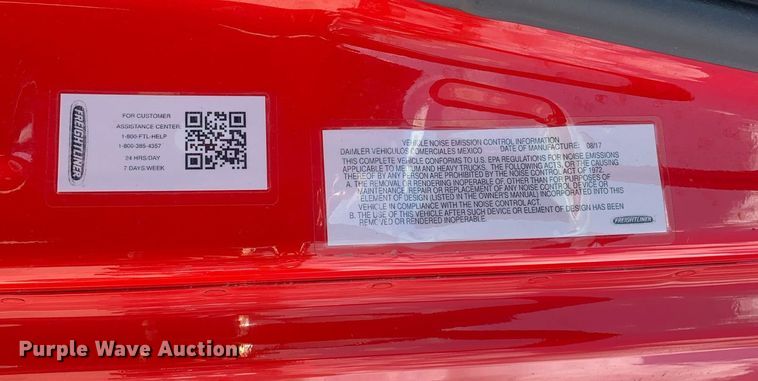 FREIGHTLINER
FOR CUSTOMER
ASSISTANCE CENTER
1-800-FTL-HELP
1-800-385-4357
24 HRS/DAY
7 DAYS/WEEK
VEHICLE NOISE EMISSION CONTROL INFORMATION
DAIMLER VEHICULOS COMERCIALES MEXICO DATE OF MANUFACTURE: 08/17
THIS COMPLETE VEHICLE CONFORMS TO U.S. EPA REGULATIONS FOR NOISE EMISSIONS
APPLICABLE TO MEDIUM AND HEAVY TRUCKS. THE FOLLOWING ACTS, OR THE CAUSING
THEREOF BY ANY PERSON ARE PROHIBITED BY THE NOISE CONTROL ACT OF 1972.
A. THE REMOVAL OR RENDERING INOPERABLE OF, OTHER THAN FOR PURPOSES OF
MAINTENANCE, REPAIR OR REPLACEMENT OF ANY NOISE CONTROL DEVICE OR
ELEMENT OF DESIGN (LISTED IN THE OWNER'S MANUAL) INCORPORATED INTO THIS
VEHICLE IN COMPLIANCE WITH THE NOISE CONTROL ACT.
B. THE USE OF THIS VEHICLE AFTER SUCH DEVICE OR ELEMENT OF DESIGN HAS BEEN
REMOVED OR RENDERED INOPERABLE.
FREIGHTLINER
Purple Wave Auction